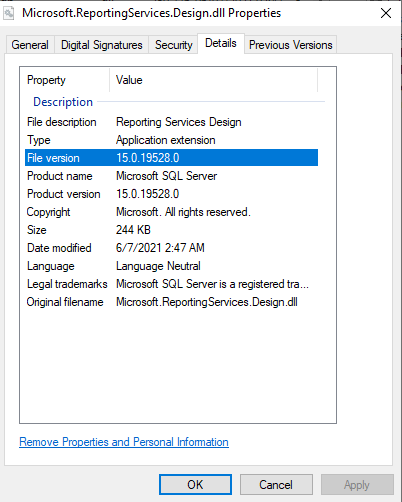 Microsoft.ReportingServices.Design.dll Properties
General Digital Signatures Security Details Previous Versions
Property Value
Description
File description Reporting Services Design
Type Application extension
File version 15.0.19528.0
Product name Microsoft SQL Server
Product version 15.0.19528.0
Copyright Microsoft. All rights reserved.
Size 244 KB
Date modified 6/7/2021 2:47 AM
Language Language Neutral
Legal trademarks Microsoft SQL Server is a registered tra...
Original filename Microsoft.ReportingServices.Design.dll
Remove Properties and Personal Information
OK Cancel Apply